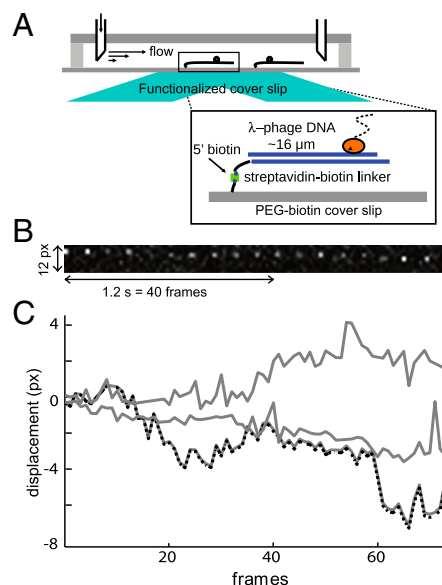 A
flow
Functionalized cover slip
λ–phage DNA
~16 μm
5' biotin
streptavidin-biotin linker
PEG-biotin cover slip
B
12 px
1.2 s = 40 frames
C
displacement (px)
4
0
-4
-8
20
40
60
frames